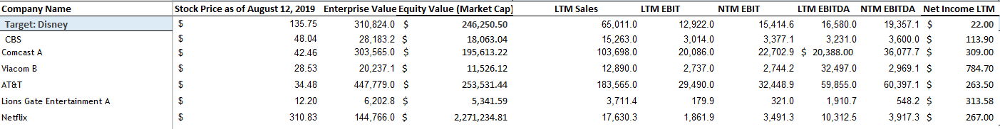 Company Name Stock Price as of August 12, 2019 Enterprise Value Equity Value (Market Cap) LTM Sales LTM EBIT NTM EBIT LTM EBITDA NTM EBITDA Net Income LTM
Target: Disney $ 135.75 310,824.0 $ 246,250.50 65,011.0 12,922.0 15,414.6 16,580.0 19,357.1 $ 22.00
CBS $ 48.04 28,183.2 $ 18,063.04 15,263.0 3,014.0 3,377.1 3,231.0 3,600.0 $ 113.90
Comcast A $ 42.46 303,565.0 $ 195,613.22 103,698.0 20,086.0 22,702.9 $ 20,388.00 36,077.7 $ 309.00
Viacom B $ 28.53 20,237.1 $ 11,526.12 12,890.0 2,737.0 2,744.2 32,497.0 2,969.1 $ 784.70
AT&T $ 34.48 447,779.0 $ 253,531.44 183,565.0 29,490.0 32,448.9 59,855.0 60,397.1 $ 263.50
Lions Gate Entertainment A $ 12.20 6,202.8 $ 5,341.59 3,711.4 179.9 321.0 1,910.7 548.2 $ 313.58
Netflix $ 310.83 144,766.0 $ 2,271,234.81 17,630.3 1,861.9 3,491.3 10,312.5 3,917.3 $ 267.00